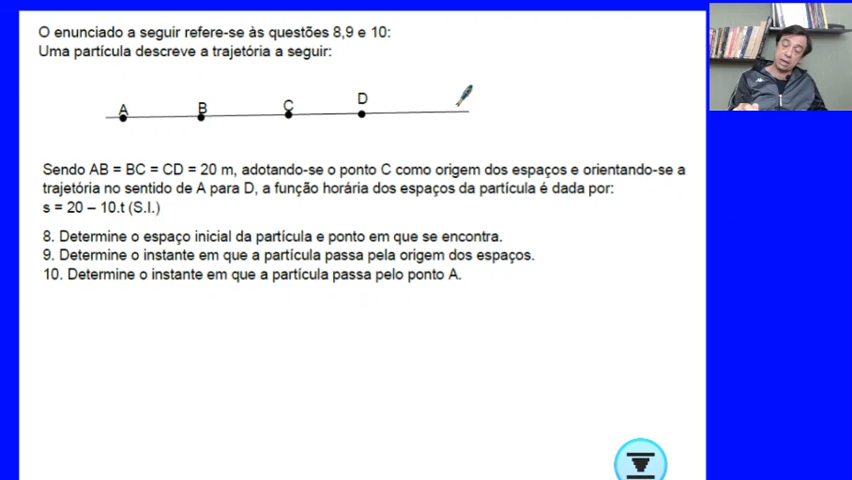 O enunciado a seguir refere-se às questões 8,9 e 10:
Uma partícula descreve a trajetória a seguir:
A B C D
Sendo AB = BC = CD = 20 m, adotando-se o ponto C como origem dos espaços e orientando-se a
trajetória no sentido de A para D, a função horária dos espaços da partícula é dada por:
s = 20 – 10.t (S.I.)
8. Determine o espaço inicial da partícula e ponto em que se encontra.
9. Determine o instante em que a partícula passa pela origem dos espaços.
10. Determine o instante em que a partícula passa pelo ponto A.